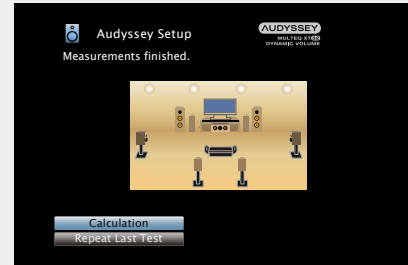 Audyssey Setup
AUDYSSEY
MULTEQ XT32
DYNAMIC VOLUME
Measurements finished.
Calculation
Repeat Last Test